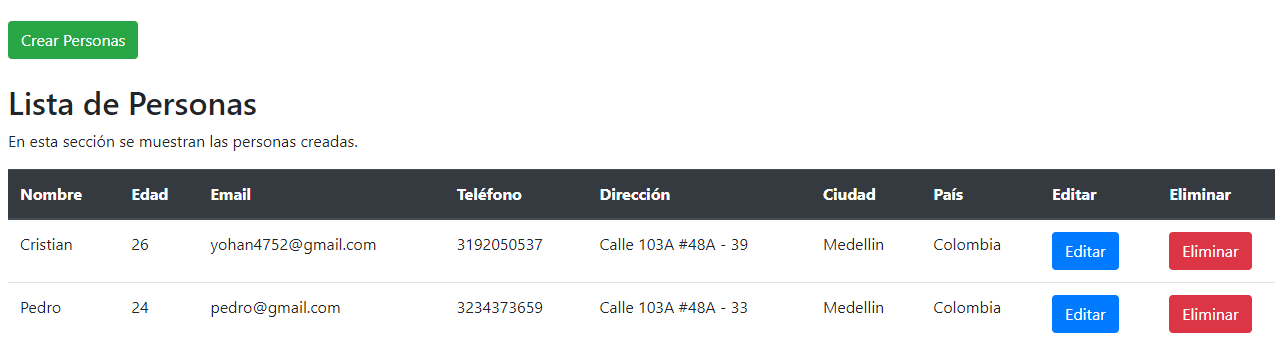 Crear Personas
Lista de Personas
En esta sección se muestran las personas creadas.
Nombre Edad Email Teléfono Dirección Ciudad País Editar Eliminar
Cristian 26 yohan4752@gmail.com 3192050537 Calle 103A #48A - 39 Medellin Colombia Editar Eliminar
Pedro 24 pedro@gmail.com 3234373659 Calle 103A #48A - 33 Medellin Colombia Editar Eliminar